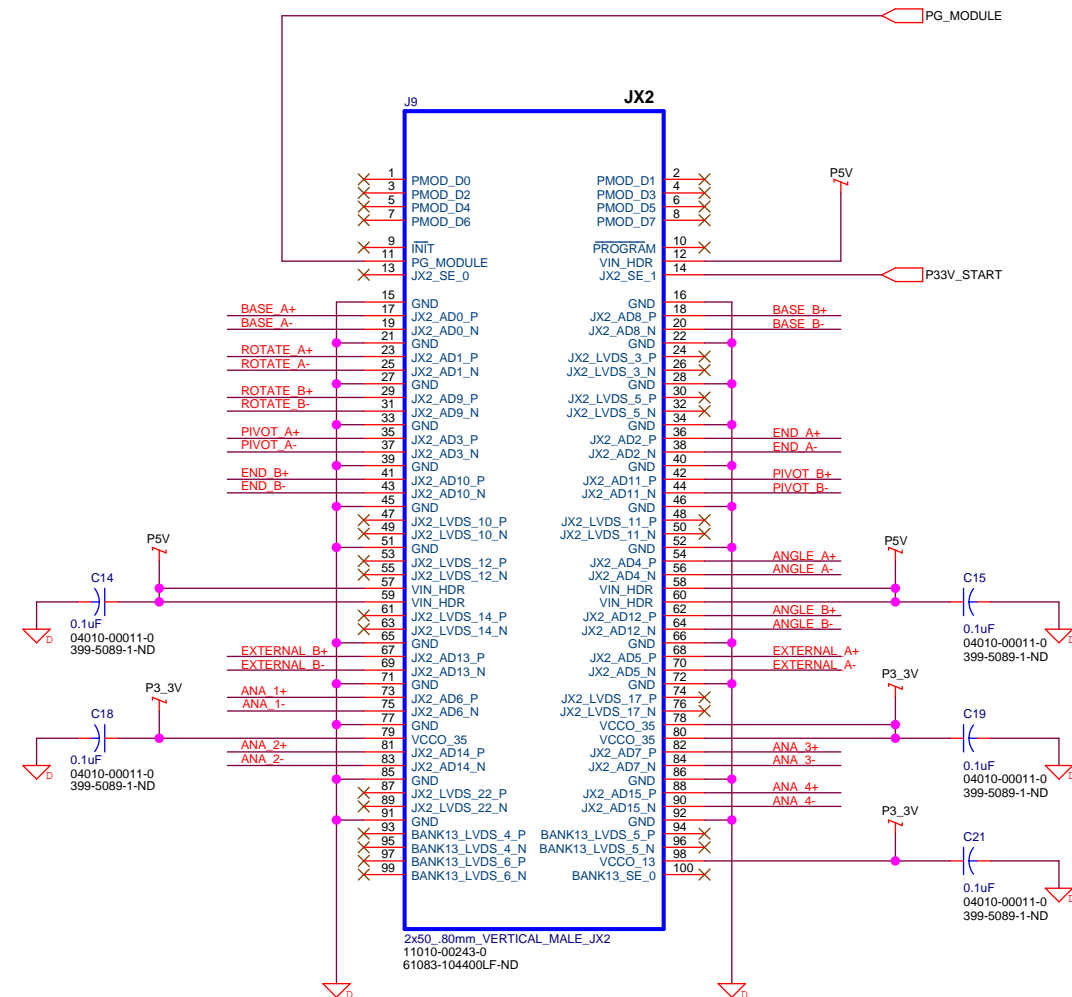 PG_MODULE
J9
JX2
1 PMOD_D0 PMOD_D1 2
3 PMOD_D2 PMOD_D3 4
5 PMOD_D4 PMOD_D5 6
7 PMOD_D6 PMOD_D7 8
P5V
9 INIT PROGRAM 10
11 PG_MODULE VIN_HDR 12
13 JX2_SE_0 JX2_SE_1 14 P33V_START
15 GND GND 16
BASE_A+ 17 JX2_AD0_P JX2_AD8_P 18 BASE_B+
BASE_A- 19 JX2_AD0_N JX2_AD8_N 20 BASE_B-
21 GND GND 22
ROTATE_A+ 23 JX2_AD1_P JX2_LVDS_3_P 24
ROTATE_A- 25 JX2_AD1_N JX2_LVDS_3_N 26
27 GND GND 28
ROTATE_B+ 29 JX2_AD9_P JX2_LVDS_5_P 30
ROTATE_B- 31 JX2_AD9_N JX2_LVDS_5_N 32
33 GND GND 34
PIVOT_A+ 35 JX2_AD3_P JX2_AD2_P 36 END_A+
PIVOT_A- 37 JX2_AD3_N JX2_AD2_N 38 END_A-
39 GND GND 40
END_B+ 41 JX2_AD10_P JX2_AD11_P 42 PIVOT_B+
END_B- 43 JX2_AD10_N JX2_AD11_N 44 PIVOT_B-
45 GND GND 46
47 JX2_LVDS_10_P JX2_LVDS_11_P 48
49 JX2_LVDS_10_N JX2_LVDS_11_N 50
P5V 51 GND GND 52 P5V
53 JX2_LVDS_12_P JX2_AD4_P 54 ANGLE_A+
55 JX2_LVDS_12_N JX2_AD4_N 56 ANGLE_A-
C14 57 VIN_HDR VIN_HDR 58 C15
59 VIN_HDR VIN_HDR 60
61 JX2_LVDS_14_P JX2_AD12_P 62 ANGLE_B+
63 JX2_LVDS_14_N JX2_AD12_N 64 ANGLE_B-
0.1uF 0.1uF
D 04010-00011-0 04010-00011-0 D
399-5089-1-ND 399-5089-1-ND
65 GND GND 66
EXTERNAL_B+ 67 JX2_AD13_P JX2_AD5_P 68 EXTERNAL_A+
EXTERNAL_B- 69 JX2_AD13_N JX2_AD5_N 70 EXTERNAL_A-
71 GND GND 72
P3_3V P3_3V
ANA_1+ 73 JX2_AD6_P JX2_LVDS_17_P 74
ANA_1- 75 JX2_AD6_N JX2_LVDS_17_N 76
C18 77 GND VCCO_35 78 C19
79 VCCO_35 VCCO_35 80
ANA_2+ 81 JX2_AD14_P JX2_AD7_P 82 ANA_3+
ANA_2- 83 JX2_AD14_N JX2_AD7_N 84 ANA_3-
0.1uF 0.1uF
D 04010-00011-0 04010-00011-0 D
399-5089-1-ND 399-5089-1-ND
85 GND GND 86
87 JX2_LVDS_22_P JX2_AD15_P 88 ANA_4+
89 JX2_LVDS_22_N JX2_AD15_N 90 ANA_4-
91 GND GND 92
P3_3V
93 BANK13_LVDS_4_P BANK13_LVDS_5_P 94
95 BANK13_LVDS_4_N BANK13_LVDS_5_N 96
C21
97 BANK13_LVDS_6_P VCCO_13 98
99 BANK13_LVDS_6_N BANK13_SE_0 100
0.1uF
04010-00011-0 D
399-5089-1-ND
2x50_.80mm_VERTICAL_MALE_JX2
11010-00243-0
61083-104400LF-ND
D D